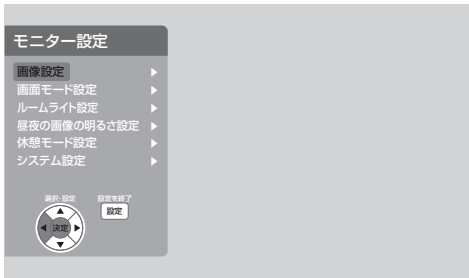 モニター設定
画像設定
画面モード設定
ルームライト設定
昼夜の画像の明るさ設定
休憩モード設定
システム設定
選択・設定 設定を終了
決定 設定